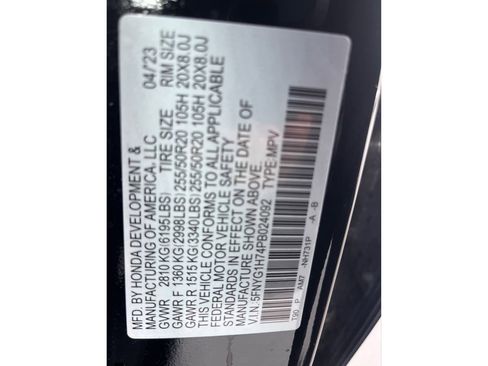 MFD. BY HONDA DEVELOPMENT & 04/23
MANUFACTURING OF AMERICA, LLC
TIRE SIZE RIM SIZE
GVWR 2810 KG(6195LBS)
GAWR F 1360 KG(2998LBS)255/50R20 105H 20X8.0J
GAWR R 1515 KG(3340LBS)255/50R20 105H 20X8.0J
THIS VEHICLE CONFORMS TO ALL APPLICABLE
FEDERAL MOTOR VEHICLE SAFETY
STANDARDS IN EFFECT ON THE DATE OF
MANUFACTURE SHOWN ABOVE.
V.I.N: 5FNYG1H74PB024092 TYPE:MPV
T90 P AM7 -NH731P -A -B